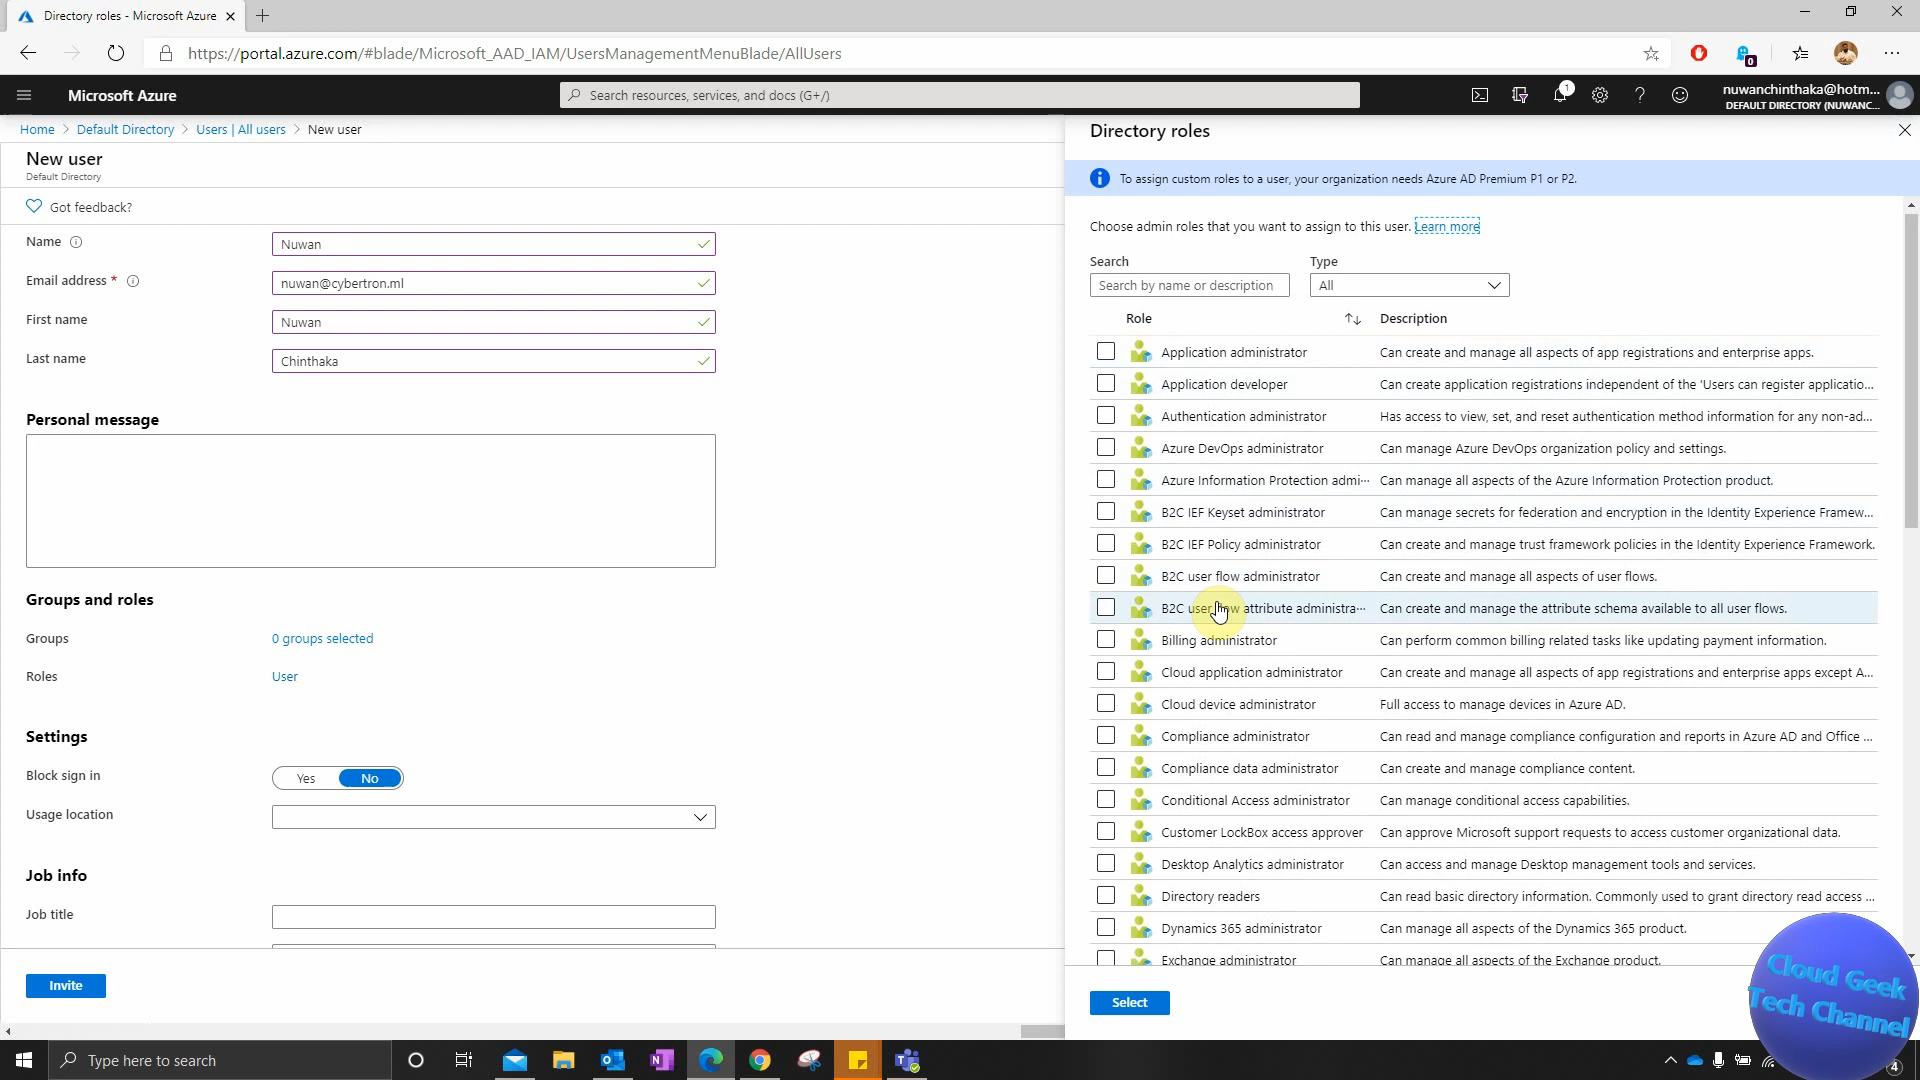 Directory roles - Microsoft Azure
https://portal.azure.com/#blade/Microsoft_AAD_IAM/UsersManagementMenuBlade/AllUsers
0
Microsoft Azure
Search resources, services, and docs (G+/)
1
nuwanchinthaka@hotm...
DEFAULT DIRECTORY (NUWANC...
Home > Default Directory > Users | All users > New user
New user
Default Directory
Got feedback?
Name
Nuwan
Email address *
nuwan@cybertron.ml
First name
Nuwan
Last name
Chinthaka
Personal message
Groups and roles
Groups
0 groups selected
Roles
User
Settings
Block sign in
Yes No
Usage location
Job info
Job title
Invite
Directory roles
To assign custom roles to a user, your organization needs Azure AD Premium P1 or P2.
Choose admin roles that you want to assign to this user. Learn more
Search Type
Search by name or description All
Role Description
Application administrator Can create and manage all aspects of app registrations and enterprise apps.
Application developer Can create application registrations independent of the 'Users can register applicatio...
Authentication administrator Has access to view, set, and reset authentication method information for any non-ad...
Azure DevOps administrator Can manage Azure DevOps organization policy and settings.
Azure Information Protection admi... Can manage all aspects of the Azure Information Protection product.
B2C IEF Keyset administrator Can manage secrets for federation and encryption in the Identity Experience Framew...
B2C IEF Policy administrator Can create and manage trust framework policies in the Identity Experience Framework.
B2C user flow administrator Can create and manage all aspects of user flows.
B2C user flow attribute administra... Can create and manage the attribute schema available to all user flows.
Billing administrator Can perform common billing related tasks like updating payment information.
Cloud application administrator Can create and manage all aspects of app registrations and enterprise apps except A...
Cloud device administrator Full access to manage devices in Azure AD.
Compliance administrator Can read and manage compliance configuration and reports in Azure AD and Office ...
Compliance data administrator Can create and manage compliance content.
Conditional Access administrator Can manage conditional access capabilities.
Customer LockBox access approver Can approve Microsoft support requests to access customer organizational data.
Desktop Analytics administrator Can access and manage Desktop management tools and services.
Directory readers Can read basic directory information. Commonly used to grant directory read access ...
Dynamics 365 administrator Can manage all aspects of the Dynamics 365 product.
Exchange administrator Can manage all aspects of the Exchange product.
Select
Cloud Geek
Tech Channel
Type here to search
4